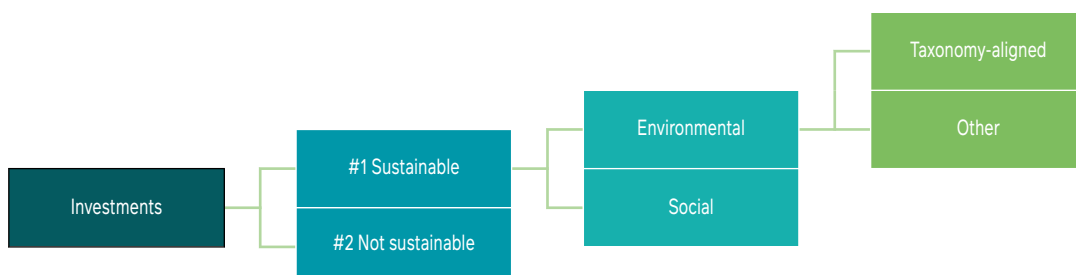 Investments
#1 Sustainable
#2 Not sustainable
Environmental
Social
Taxonomy-aligned
Other